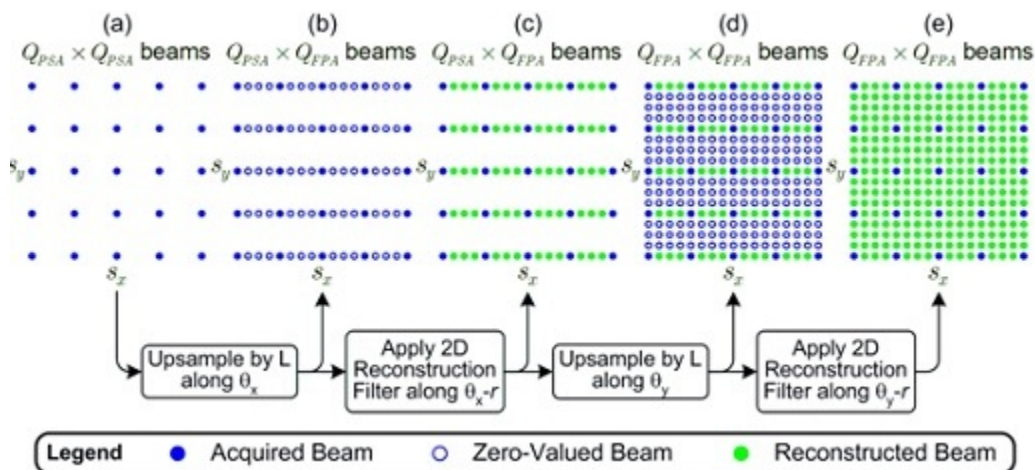 (a) (b) (c) (d) (e)
Q_PSA × Q_PSA beams Q_PSA × Q_FPA beams Q_PSA × Q_FPA beams Q_FPA × Q_FPA beams Q_FPA × Q_FPA beams
s_y s_y s_y s_y s_y
s_x s_x s_x s_x s_x
Upsample by L
along θ_x
Apply 2D
Reconstruction
Filter along θ_x-r
Upsample by L
along θ_y
Apply 2D
Reconstruction
Filter along θ_y-r
Legend Acquired Beam Zero-Valued Beam Reconstructed Beam